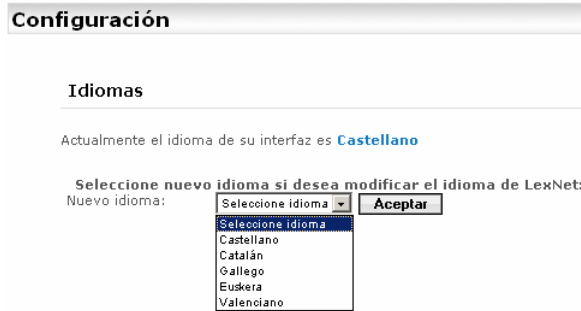 Configuración
Idiomas
Actualmente el idioma de su interfaz es Castellano
Seleccione nuevo idioma si desea modificar el idioma de LexNet:
Nuevo idioma: Seleccione idioma Aceptar
Seleccione idioma
Castellano
Catalán
Gallego
Euskera
Valenciano